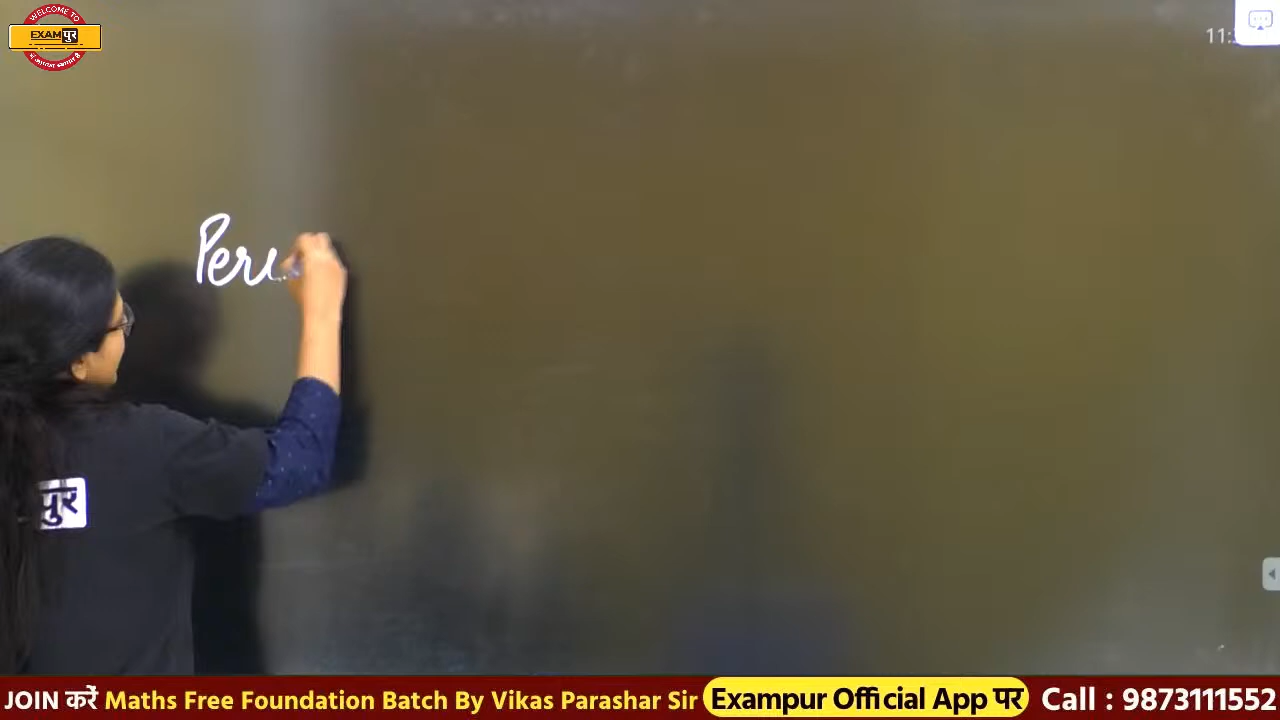 WELCOME TO
EXAMपुर
11:
Peri
पुर
JOIN करें Maths Free Foundation Batch By Vikas Parashar Sir Exampur Official App पर Call : 9873111552